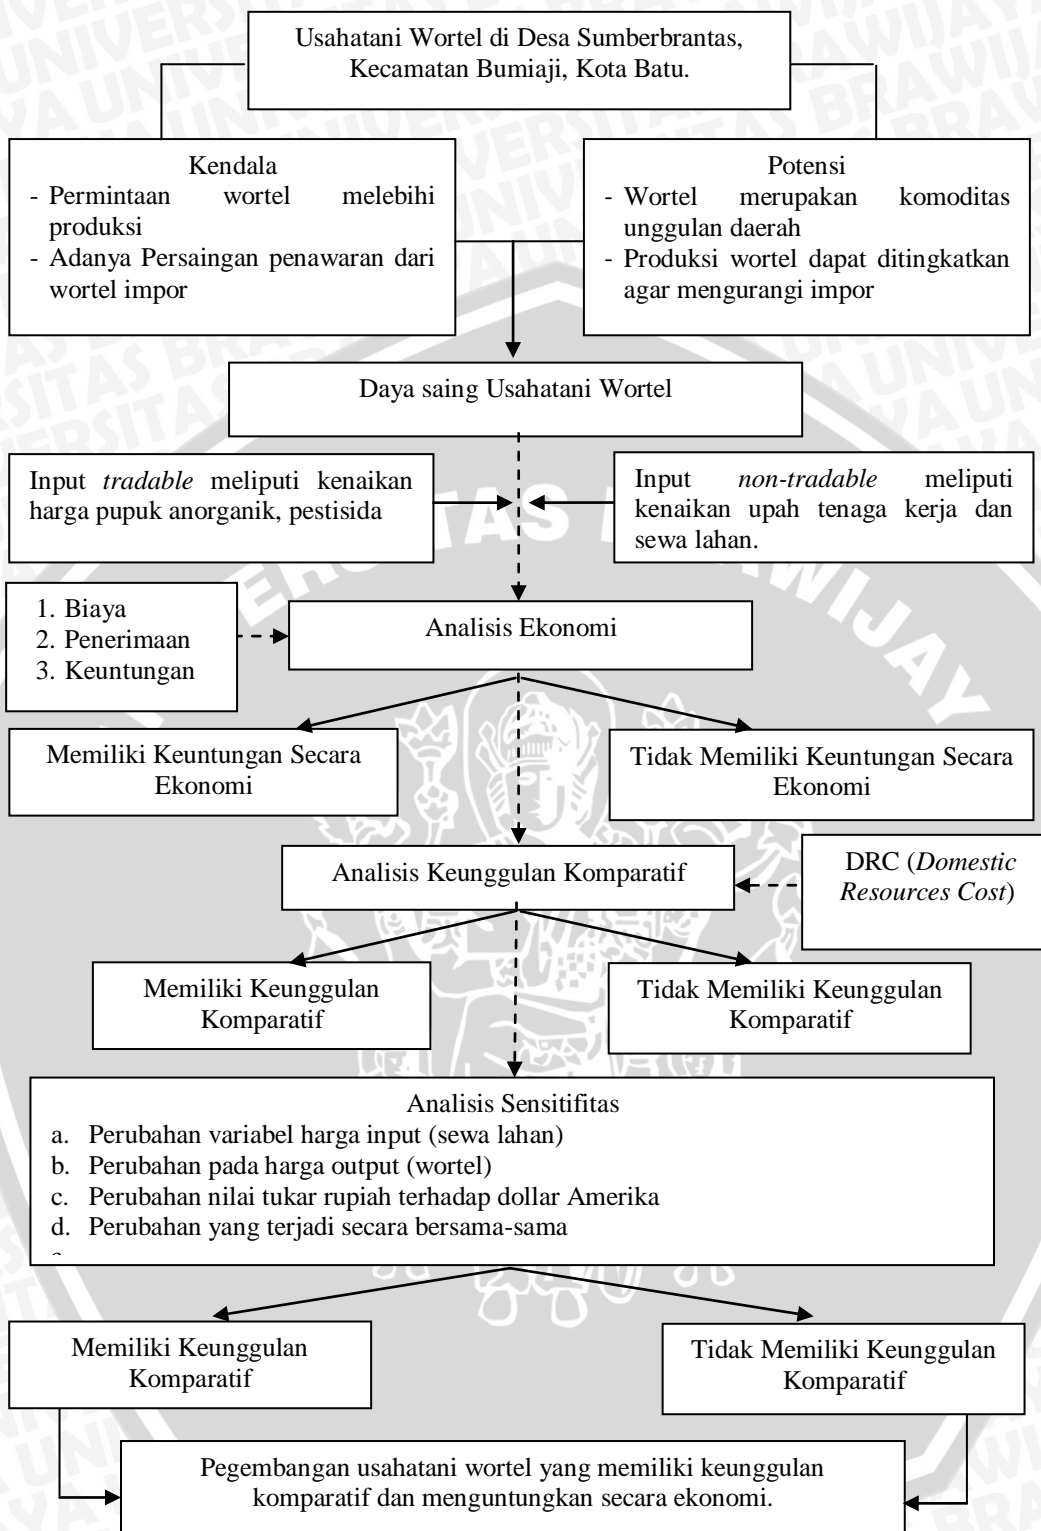 Usahatani Wortel di Desa Sumberbrantas,
Kecamatan Bumiaji, Kota Batu.
Kendala
- Permintaan wortel melebihi
produksi
- Adanya Persaingan penawaran dari
wortel impor
Potensi
- Wortel merupakan komoditas
unggulan daerah
- Produksi wortel dapat ditingkatkan
agar mengurangi impor
Daya saing Usahatani Wortel
Input tradable meliputi kenaikan
harga pupuk anorganik, pestisida
Input non-tradable meliputi
kenaikan upah tenaga kerja dan
sewa lahan.
1. Biaya
2. Penerimaan
3. Keuntungan
Analisis Ekonomi
Memiliki Keuntungan Secara
Ekonomi
Tidak Memiliki Keuntungan Secara
Ekonomi
Analisis Keunggulan Komparatif
DRC (Domestic
Resources Cost)
Memiliki Keunggulan
Komparatif
Tidak Memiliki Keunggulan
Komparatif
Analisis Sensitifitas
a. Perubahan variabel harga input (sewa lahan)
b. Perubahan pada harga output (wortel)
c. Perubahan nilai tukar rupiah terhadap dollar Amerika
d. Perubahan yang terjadi secara bersama-sama
Memiliki Keunggulan
Komparatif
Tidak Memiliki Keunggulan
Komparatif
Pegembangan usahatani wortel yang memiliki keunggulan
komparatif dan menguntungkan secara ekonomi.